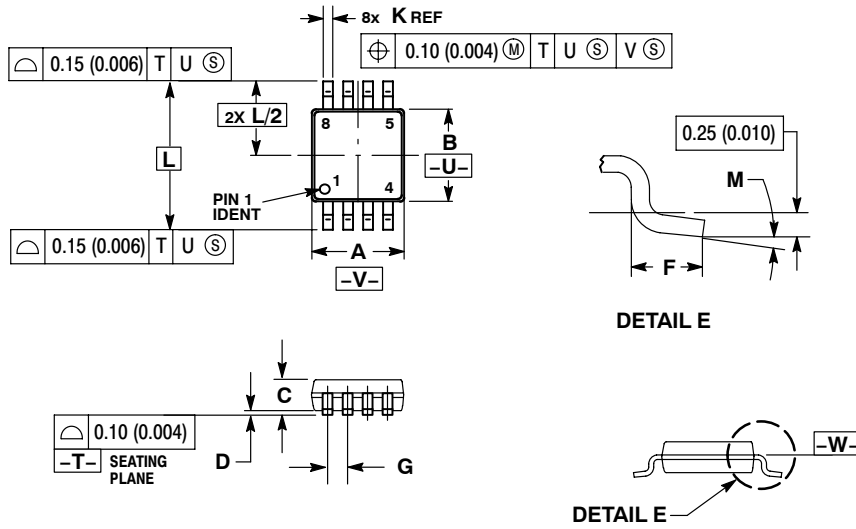 8x K REF
⌓ 0.15 (0.006) T U Ⓢ
⌖ 0.10 (0.004) Ⓜ T U Ⓢ V Ⓢ
2X L/2
8 5
B
–U–
L
PIN 1
IDENT
1 4
⌓ 0.15 (0.006) T U Ⓢ
A
–V–
0.25 (0.010)
M
F
DETAIL E
C
⌓ 0.10 (0.004)
–T– SEATING
PLANE
D
G
–W–
DETAIL E